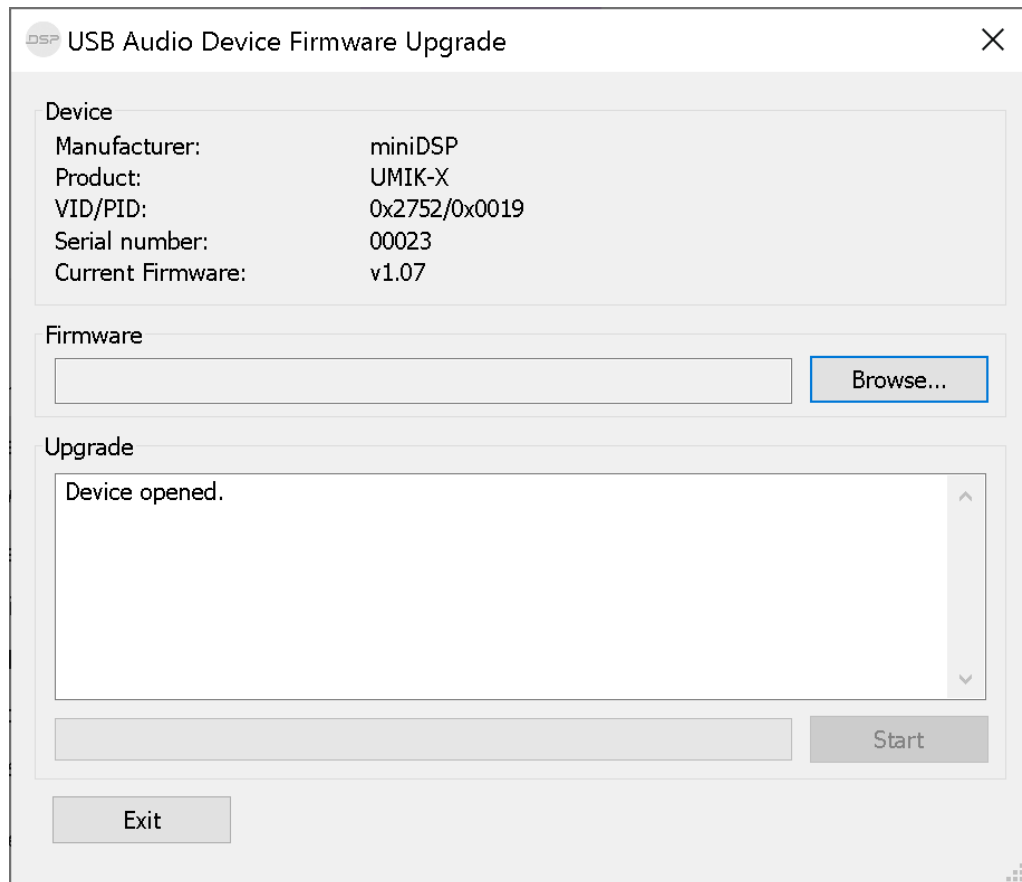 DSP USB Audio Device Firmware Upgrade
Device
Manufacturer: miniDSP
Product: UMIK-X
VID/PID: 0x2752/0x0019
Serial number: 00023
Current Firmware: v1.07
Firmware
Browse...
Upgrade
Device opened.
Start
Exit